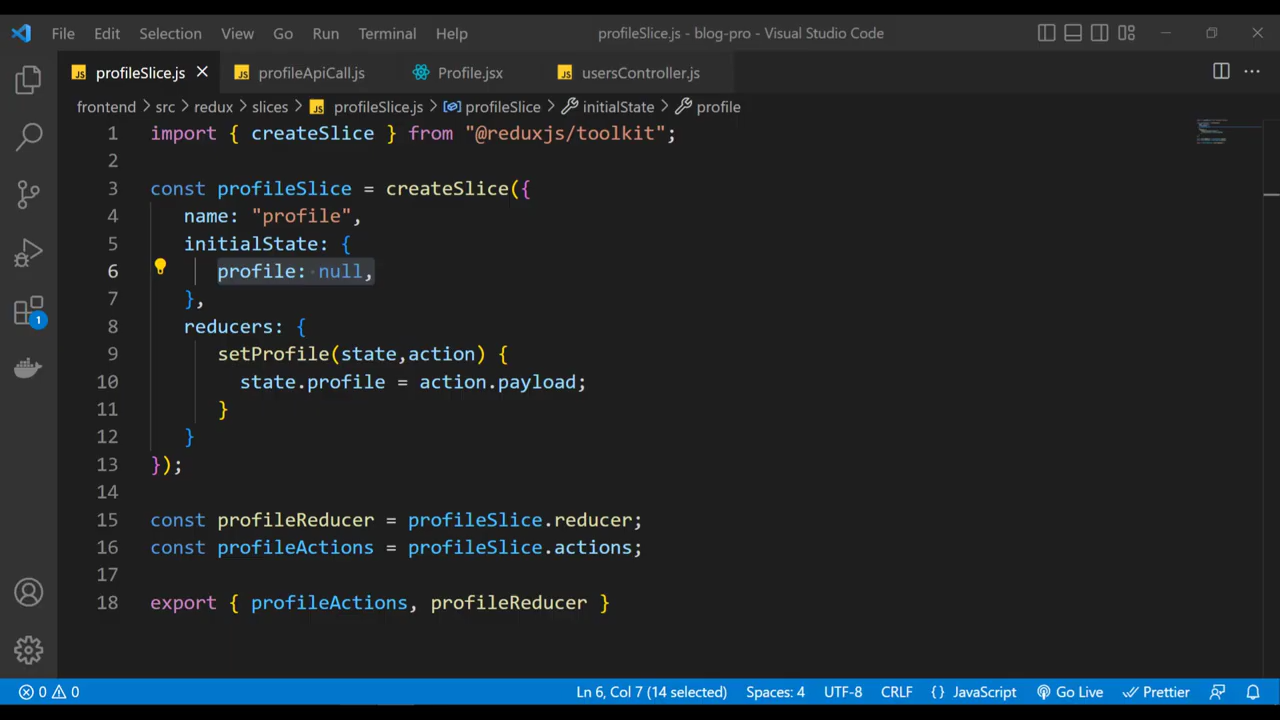 File Edit Selection View Go Run Terminal Help profileSlice.js - blog-pro - Visual Studio Code
JS profileSlice.js JS profileApiCall.js Profile.jsx JS usersController.js
frontend > src > redux > slices > JS profileSlice.js > profileSlice > initialState > profile
1 import { createSlice } from "@reduxjs/toolkit";
2
3 const profileSlice = createSlice({
4 name: "profile",
5 initialState: {
6 profile: null,
7 },
8 reducers: {
9 setProfile(state,action) {
10 state.profile = action.payload;
11 }
12 }
13 });
14
15 const profileReducer = profileSlice.reducer;
16 const profileActions = profileSlice.actions;
17
18 export { profileActions, profileReducer }
1
0 0 Ln 6, Col 7 (14 selected) Spaces: 4 UTF-8 CRLF {} JavaScript Go Live Prettier